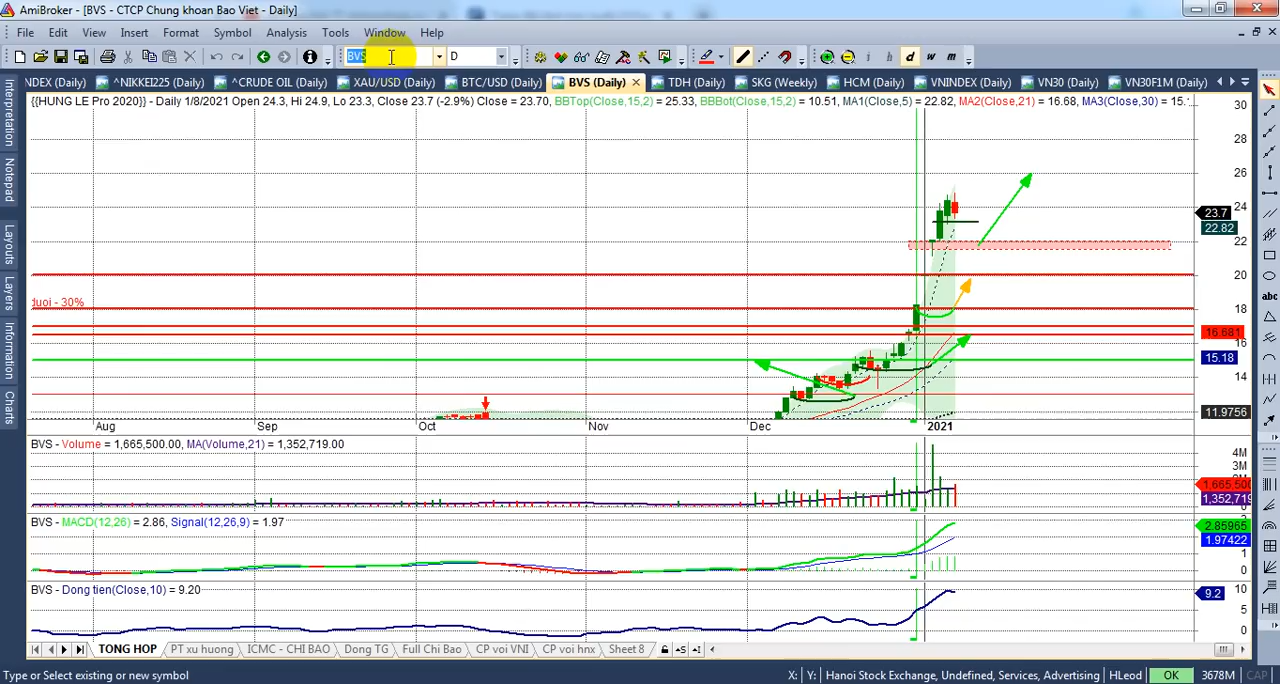 AmiBroker - [BVS - CTCP Chung khoan Bao Viet - Daily]
File Edit View Insert Format Symbol Analysis Tools Window Help
BVS D i h d w m
NDEX (Daily) ^NIKKEI225 (Daily) ^CRUDE OIL (Daily) XAU/USD (Daily) BTC/USD (Daily) BVS (Daily) TDH (Daily) SKG (Weekly) HCM (Daily) VNINDEX (Daily) VN30 (Daily) VN30F1M (Daily)
{{HUNG LE Pro 2020}} - Daily 1/8/2021 Open 24.3, Hi 24.9, Lo 23.3, Close 23.7 (-2.9%) Close = 23.70, BBTop(Close,15,2) = 25.33, BBBot(Close,15,2) = 10.51, MA1(Close,5) = 22.82, MA2(Close,21) = 16.68, MA3(Close,30) = 15.
Interpretation
Notepad
Layouts
Layers
Information
Charts
abc
30
28
26
24
23.7
22.82
22
20
duoi - 30%
18
16.681
16
15.18
14
11.9756
Aug Sep Oct Nov Dec 2021
BVS - Volume = 1,665,500.00, MA(Volume,21) = 1,352,719.00
4M
3M
1,665,500
1,352,719
BVS - MACD(12,26) = 2.86, Signal(12,26,9) = 1.97
2.85965
1.97422
1
0
BVS - Dong tien(Close,10) = 9.20
10
9.2
5
0
TONG HOP PT xu huong ICMC - CHI BAO Dong TG Full Chi Bao CP voi VNI CP voi hnx Sheet 8
Type or Select existing or new symbol X: Y: Hanoi Stock Exchange, Undefined, Services, Advertising HLeod OK 3678M CAP